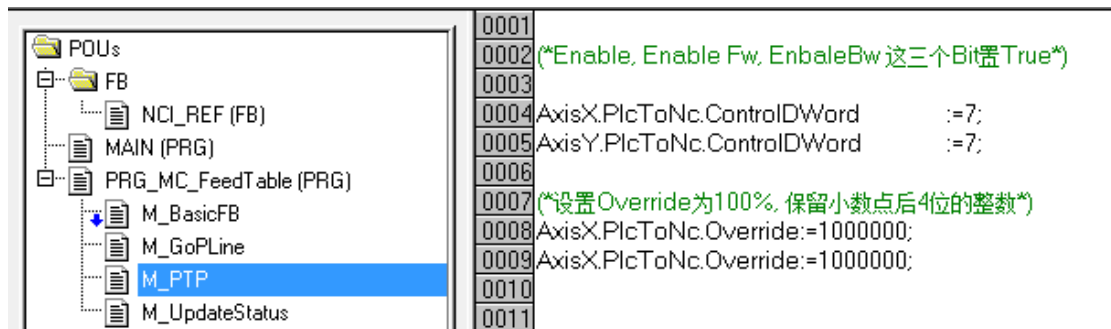 POUs
FB
NCI_REF (FB)
MAIN (PRG)
PRG_MC_FeedTable (PRG)
M_BasicFB
M_GoPLine
M_PTP
M_UpdateStatus
0001
0002 (*Enable, Enable Fw, EnbaleBw 这三个Bit置True*)
0003
0004 AxisX.PlcToNc.ControlDWord :=7;
0005 AxisY.PlcToNc.ControlDWord :=7;
0006
0007 (*设置Override为100%, 保留小数点后4位的整数*)
0008 AxisX.PlcToNc.Override:=1000000;
0009 AxisX.PlcToNc.Override:=1000000;
0010
0011